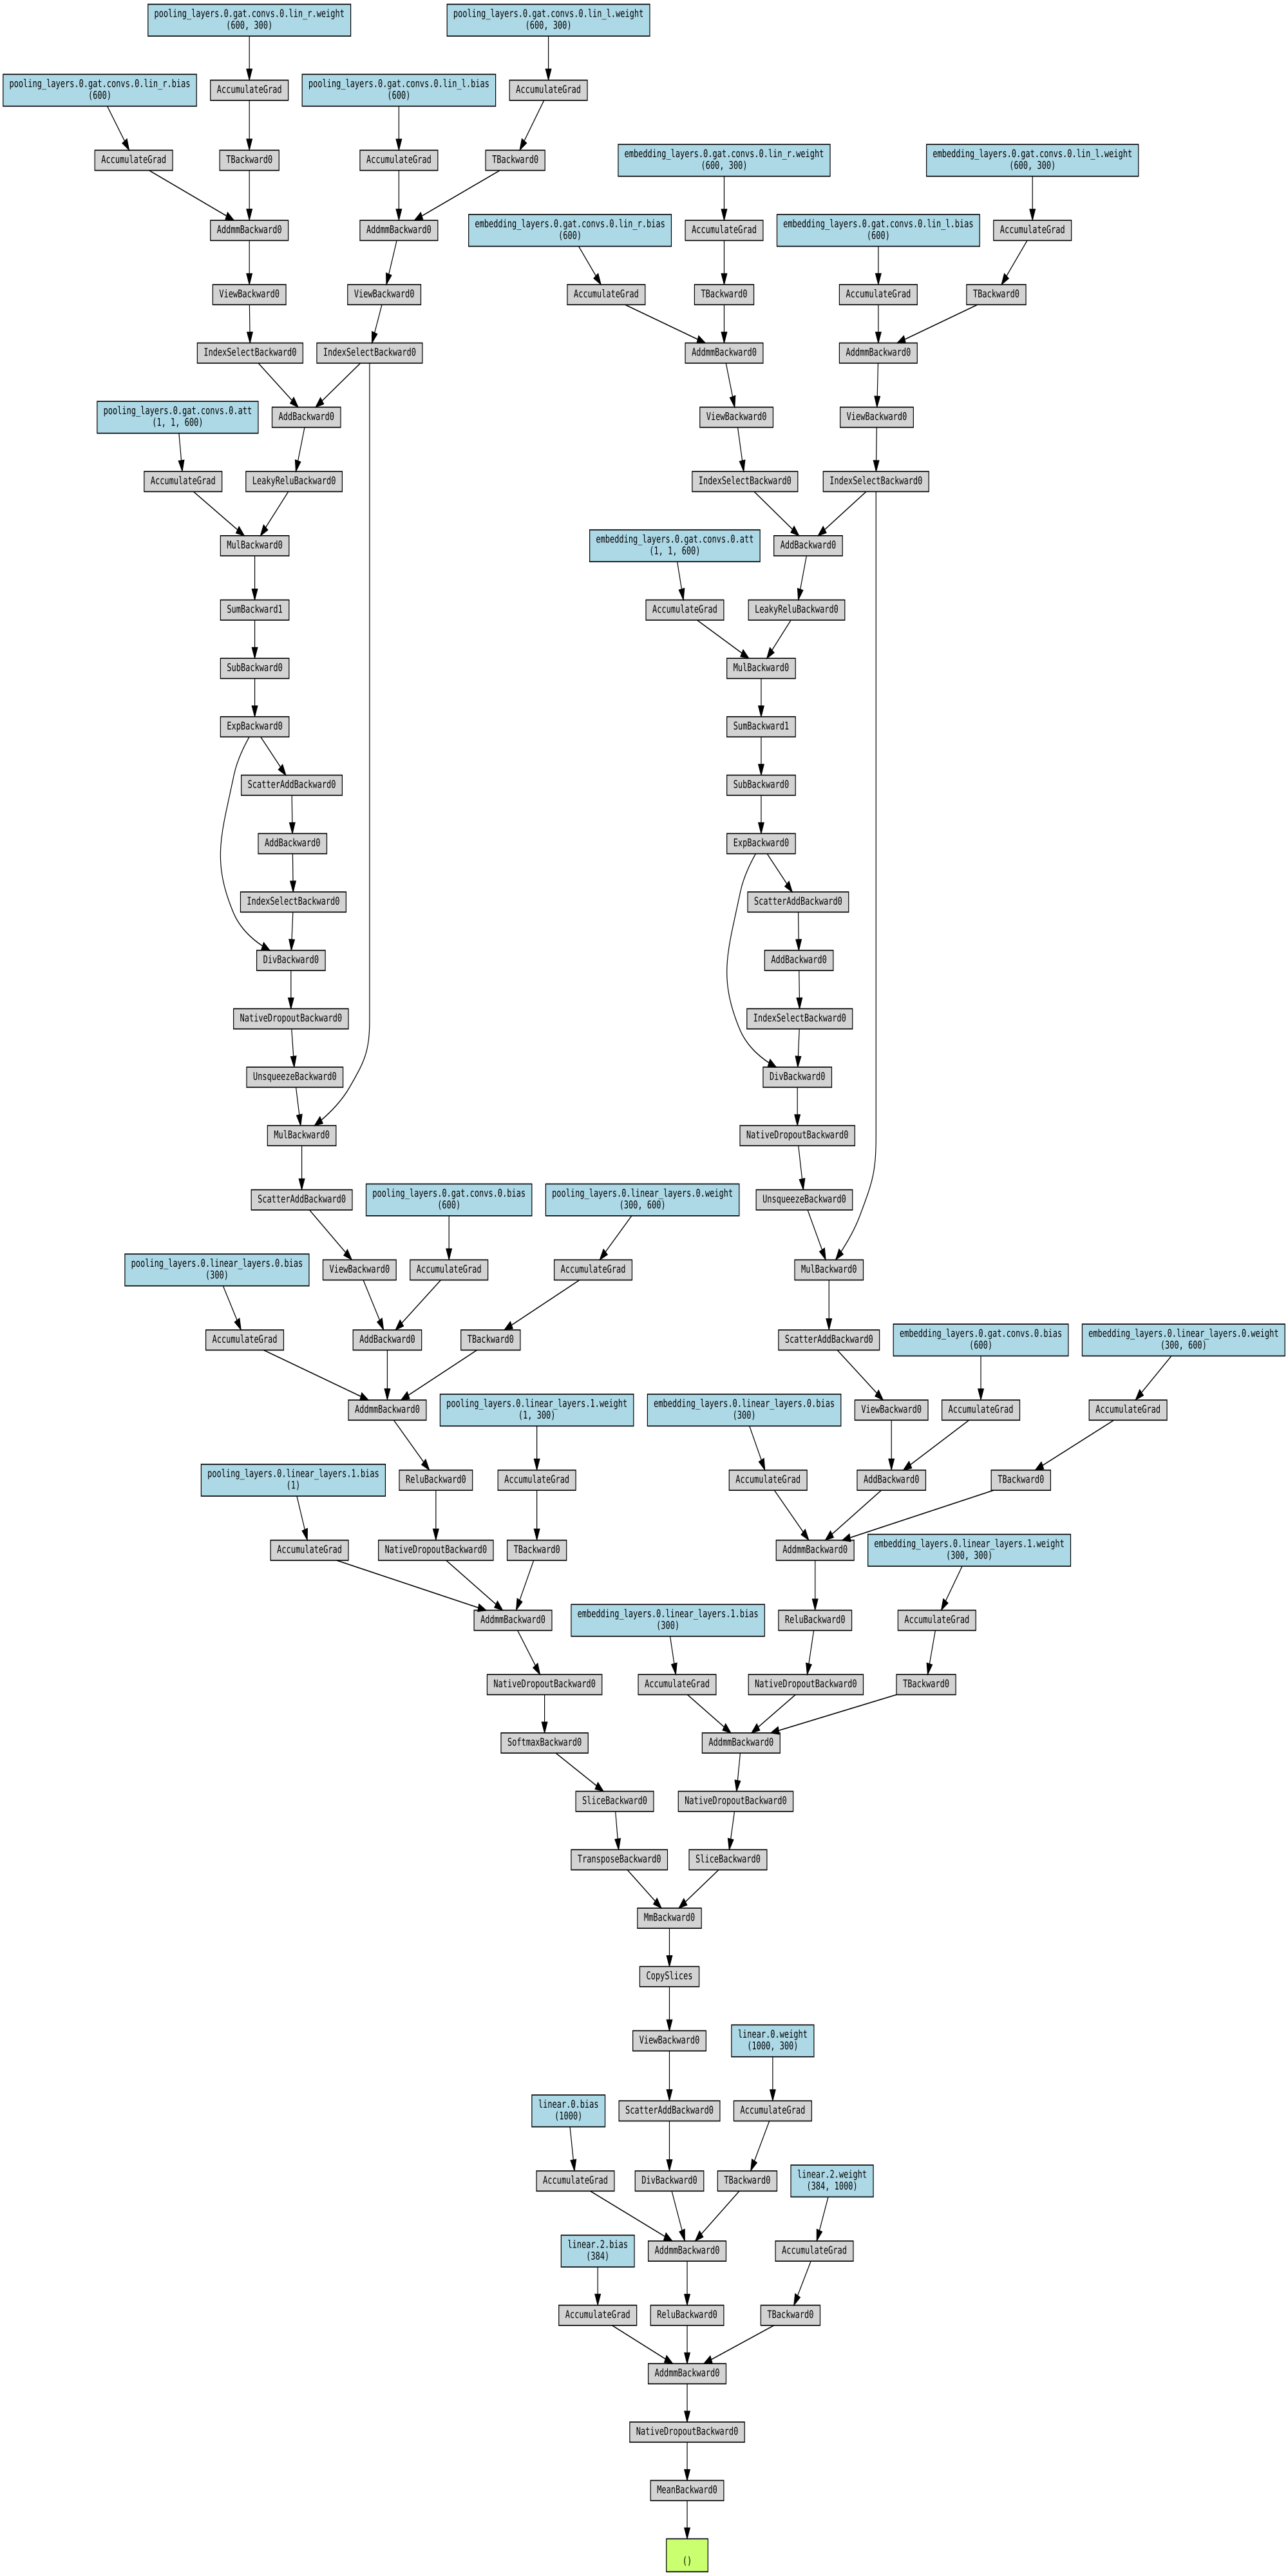 pooling_layers.0.gat.convs.0.lin_r.weight
(600, 300)
pooling_layers.0.gat.convs.0.lin_l.weight
(600, 300)
pooling_layers.0.gat.convs.0.lin_r.bias
(600)
AccumulateGrad
pooling_layers.0.gat.convs.0.lin_l.bias
(600)
AccumulateGrad
AccumulateGrad
TBackward0
AccumulateGrad
TBackward0
embedding_layers.0.gat.convs.0.lin_r.weight
(600, 300)
embedding_layers.0.gat.convs.0.lin_l.weight
(600, 300)
AddmmBackward0
AddmmBackward0
embedding_layers.0.gat.convs.0.lin_r.bias
(600)
AccumulateGrad
embedding_layers.0.gat.convs.0.lin_l.bias
(600)
AccumulateGrad
ViewBackward0
ViewBackward0
AccumulateGrad
TBackward0
AccumulateGrad
TBackward0
IndexSelectBackward0
IndexSelectBackward0
AddmmBackward0
AddmmBackward0
pooling_layers.0.gat.convs.0.att
(1, 1, 600)
AddBackward0
ViewBackward0
ViewBackward0
AccumulateGrad
LeakyReluBackward0
IndexSelectBackward0
IndexSelectBackward0
MulBackward0
embedding_layers.0.gat.convs.0.att
(1, 1, 600)
AddBackward0
SumBackward1
AccumulateGrad
LeakyReluBackward0
SubBackward0
MulBackward0
ExpBackward0
SumBackward1
ScatterAddBackward0
SubBackward0
AddBackward0
ExpBackward0
IndexSelectBackward0
ScatterAddBackward0
DivBackward0
AddBackward0
NativeDropoutBackward0
IndexSelectBackward0
UnsqueezeBackward0
DivBackward0
MulBackward0
NativeDropoutBackward0
ScatterAddBackward0
pooling_layers.0.gat.convs.0.bias
(600)
pooling_layers.0.linear_layers.0.weight
(300, 600)
UnsqueezeBackward0
pooling_layers.0.linear_layers.0.bias
(300)
ViewBackward0
AccumulateGrad
AccumulateGrad
MulBackward0
AccumulateGrad
AddBackward0
TBackward0
ScatterAddBackward0
embedding_layers.0.gat.convs.0.bias
(600)
embedding_layers.0.linear_layers.0.weight
(300, 600)
AddmmBackward0
pooling_layers.0.linear_layers.1.weight
(1, 300)
embedding_layers.0.linear_layers.0.bias
(300)
ViewBackward0
AccumulateGrad
AccumulateGrad
pooling_layers.0.linear_layers.1.bias
(1)
ReluBackward0
AccumulateGrad
AccumulateGrad
AddBackward0
TBackward0
AccumulateGrad
NativeDropoutBackward0
TBackward0
AddmmBackward0
embedding_layers.0.linear_layers.1.weight
(300, 300)
AddmmBackward0
embedding_layers.0.linear_layers.1.bias
(300)
ReluBackward0
AccumulateGrad
NativeDropoutBackward0
AccumulateGrad
NativeDropoutBackward0
TBackward0
SoftmaxBackward0
AddmmBackward0
SliceBackward0
NativeDropoutBackward0
TransposeBackward0
SliceBackward0
MmBackward0
CopySlices
ViewBackward0
linear.0.weight
(1000, 300)
linear.0.bias
(1000)
ScatterAddBackward0
AccumulateGrad
AccumulateGrad
DivBackward0
TBackward0
linear.2.weight
(384, 1000)
linear.2.bias
(384)
AddmmBackward0
AccumulateGrad
AccumulateGrad
ReluBackward0
TBackward0
AddmmBackward0
NativeDropoutBackward0
MeanBackward0
()